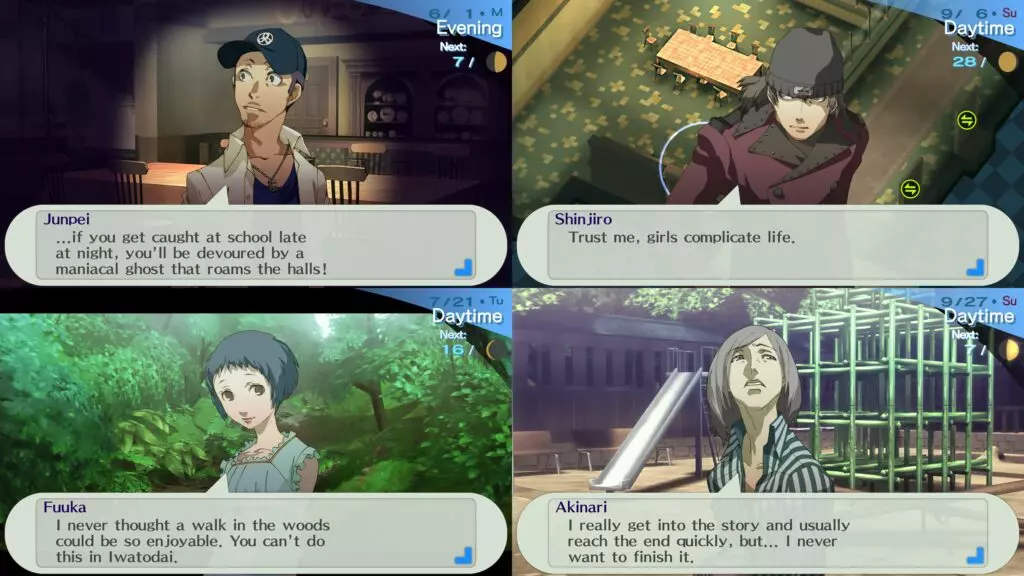 6/ 1 • M
Evening
Next:
7/
Junpei
...if you get caught at school late
at night, you'll be devoured by a
maniacal ghost that roams the halls!
9/ 6 • Su
Daytime
Next:
28/
Shinjiro
Trust me, girls complicate life.
7/21 • Tu
Daytime
Next:
16/
Fuuka
I never thought a walk in the woods
could be so enjoyable. You can't do
this in Iwatodai.
9/27 • Su
Daytime
Next:
7/
Akinari
I really get into the story and usually
reach the end quickly, but... I never
want to finish it.